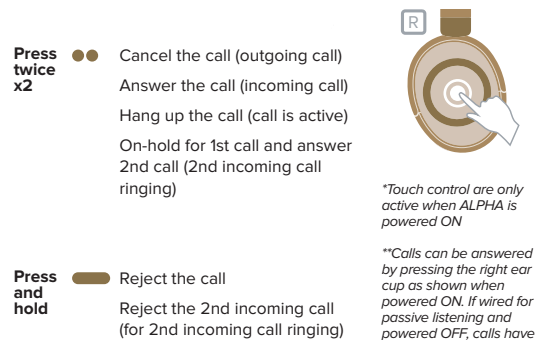 Press
twice
x2
Cancel the call (outgoing call)
Answer the call (incoming call)
Hang up the call (call is active)
On-hold for 1st call and answer
2nd call (2nd incoming call
ringing)
Press
and
hold
Reject the call
Reject the 2nd incoming call
(for 2nd incoming call ringing)
R
*Touch control are only
active when ALPHA is
powered ON
**Calls can be answered
by pressing the right ear
cup as shown when
powered ON. If wired for
passive listening and
powered OFF, calls have